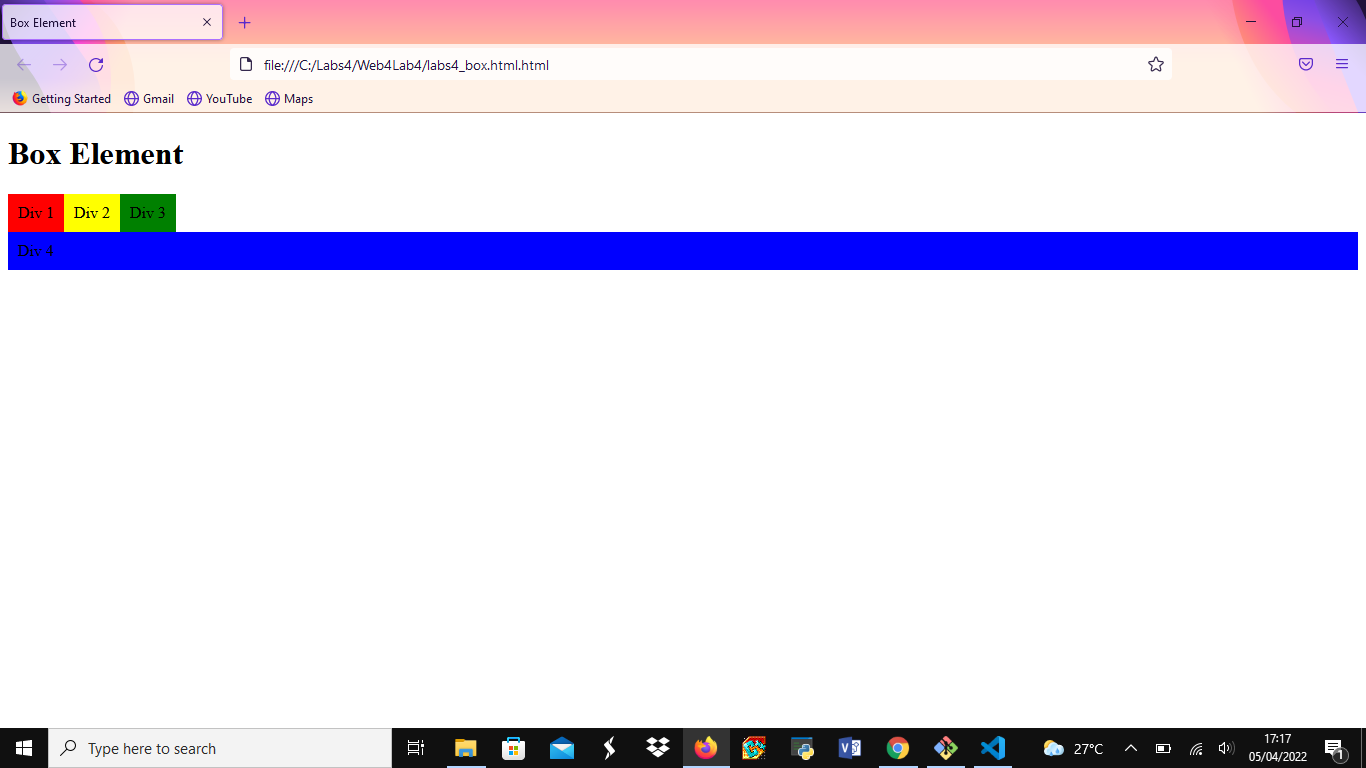 Box Element
file:///C:/Labs4/Web4Lab4/labs4_box.html.html
Getting Started Gmail YouTube Maps
Box Element
Div 1 Div 2 Div 3
Div 4
Type here to search
27°C
17:17
05/04/2022
1